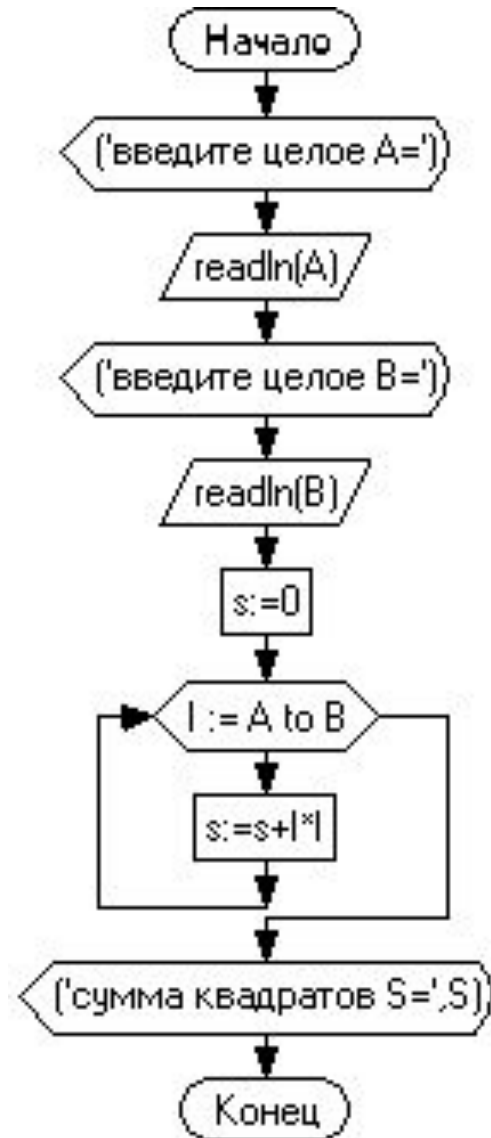 Начало
('введите целое A=')
readln(A)
('введите целое B=')
readln(B)
s:=0
I := A to B
s:=s+I*I
('сумма квадратов S=',S)
Конец